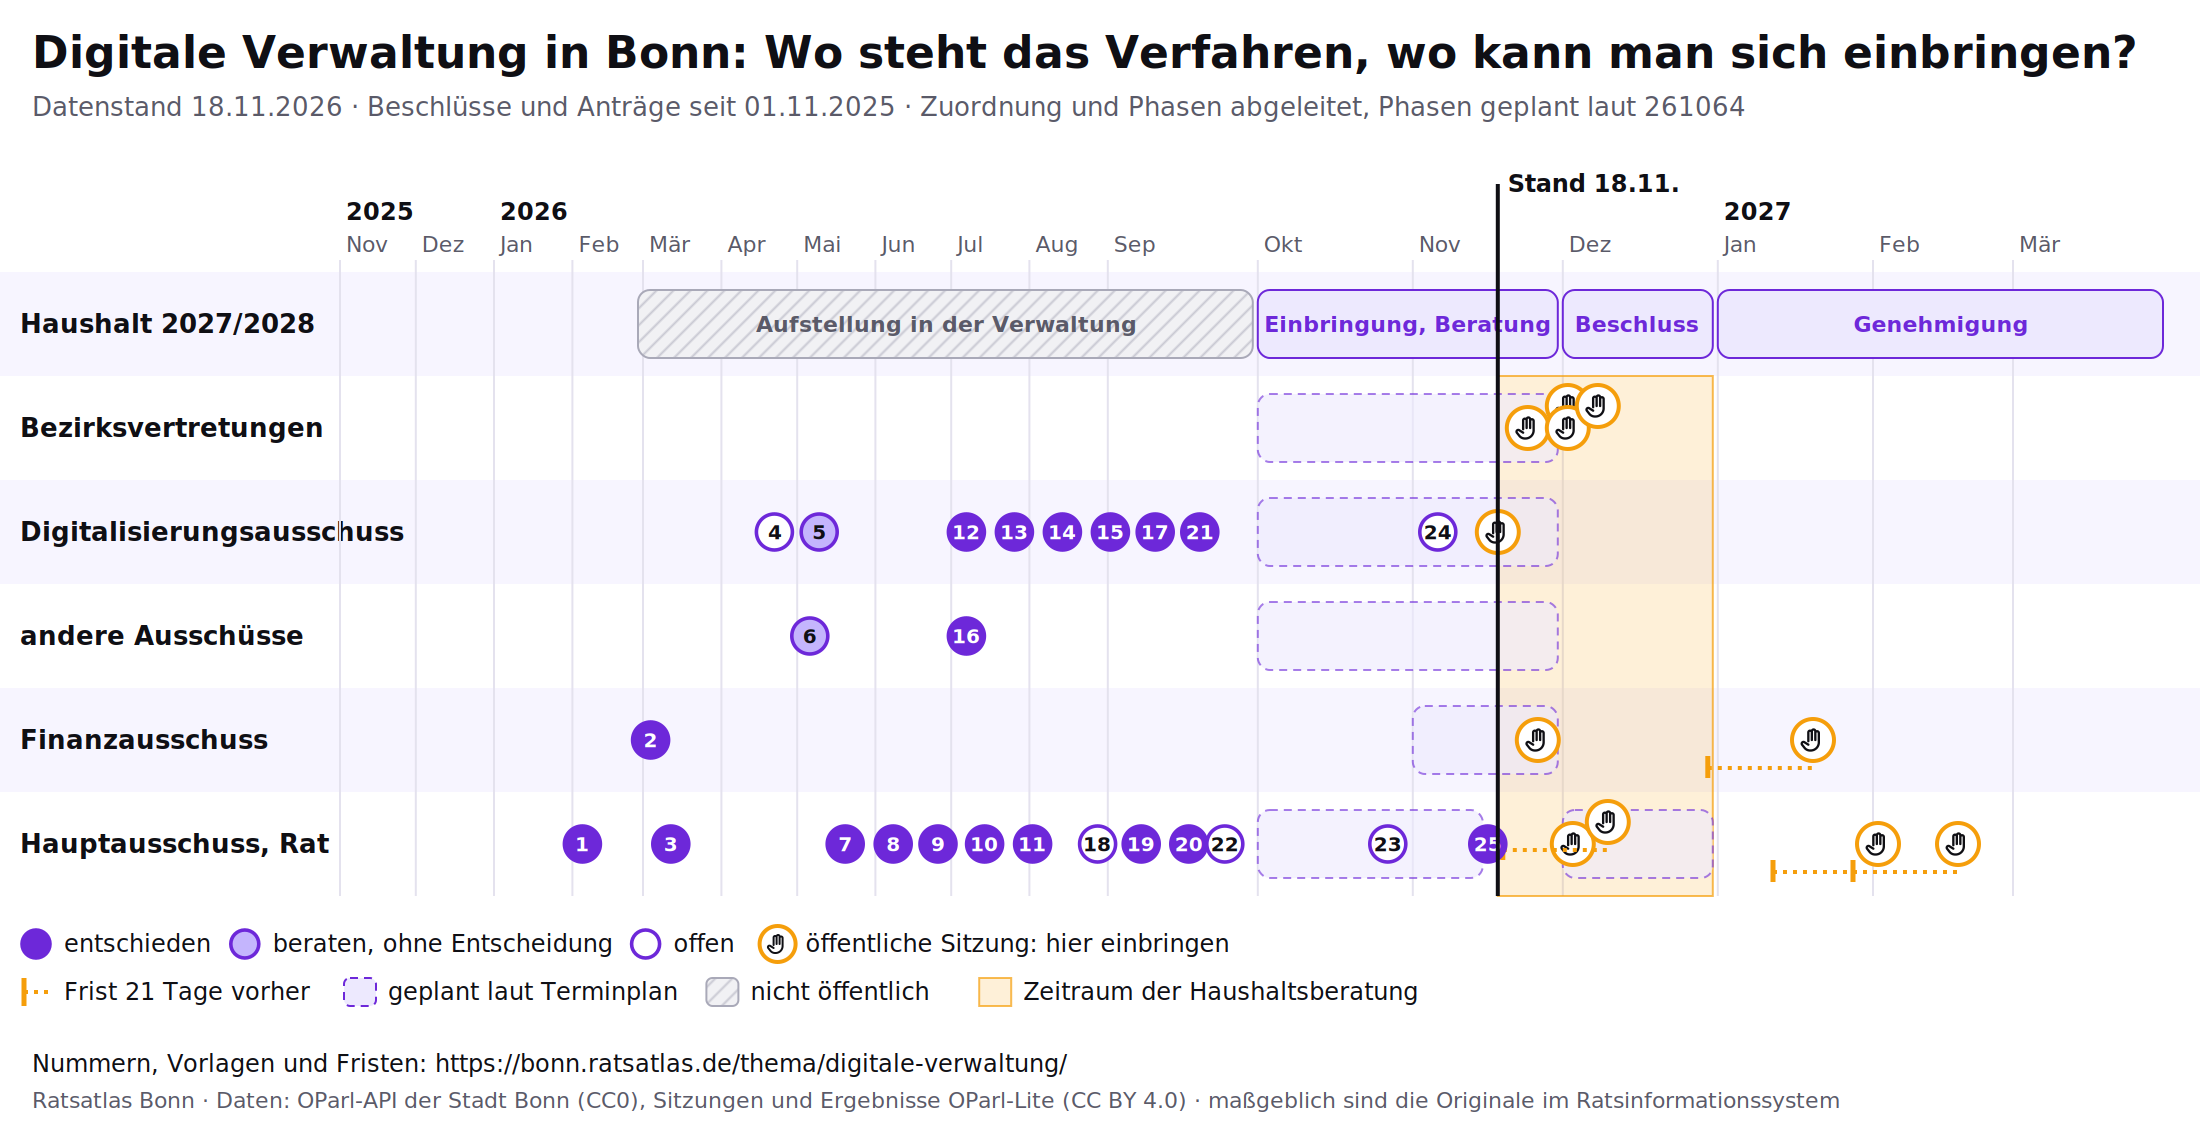 Digitale Verwaltung in Bonn: Wo steht das Verfahren, wo kann man sich einbringen?
Datenstand 18.11.2026 · Beschlüsse und Anträge seit 01.11.2025 · Zuordnung und Phasen abgeleitet, Phasen geplant laut 261064
Stand 18.11.
2025 2026 2027
Nov Dez Jan Feb Mär Apr Mai Jun Jul Aug Sep Okt Nov Dez Jan Feb Mär
Haushalt 2027/2028 Aufstellung in der Verwaltung Einbringung, Beratung Beschluss Genehmigung
Bezirksvertretungen
Digitalisierungsausschuss 4 5 12 13 14 15 17 21 24
andere Ausschüsse 6 16
Finanzausschuss 2
Hauptausschuss, Rat 1 3 7 8 9 10 11 18 19 20 22 23 25
entschieden beraten, ohne Entscheidung offen öffentliche Sitzung: hier einbringen
Frist 21 Tage vorher geplant laut Terminplan nicht öffentlich Zeitraum der Haushaltsberatung
Nummern, Vorlagen und Fristen: https://bonn.ratsatlas.de/thema/digitale-verwaltung/
Ratsatlas Bonn · Daten: OParl-API der Stadt Bonn (CC0), Sitzungen und Ergebnisse OParl-Lite (CC BY 4.0) · maßgeblich sind die Originale im Ratsinformationssystem